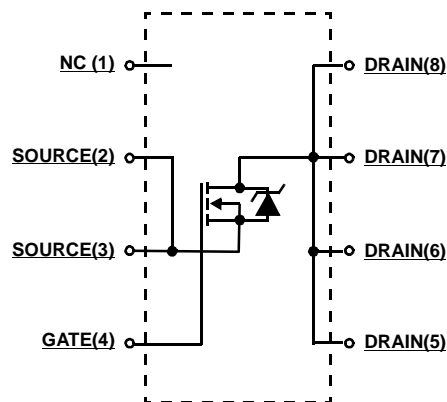 NC (1)
DRAIN(8)
SOURCE(2)
DRAIN(7)
SOURCE(3)
DRAIN(6)
GATE(4)
DRAIN(5)